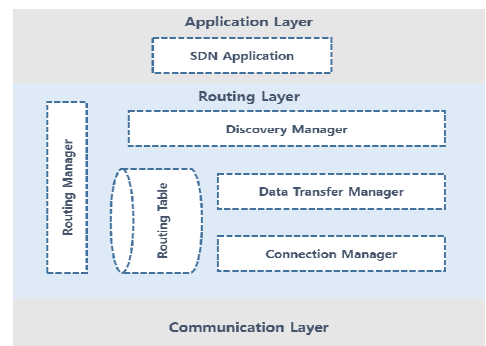 Application Layer
SDN Application
Routing Layer
Discovery Manager
Routing Manager
Routing Table
Data Transfer Manager
Connection Manager
Communication Layer